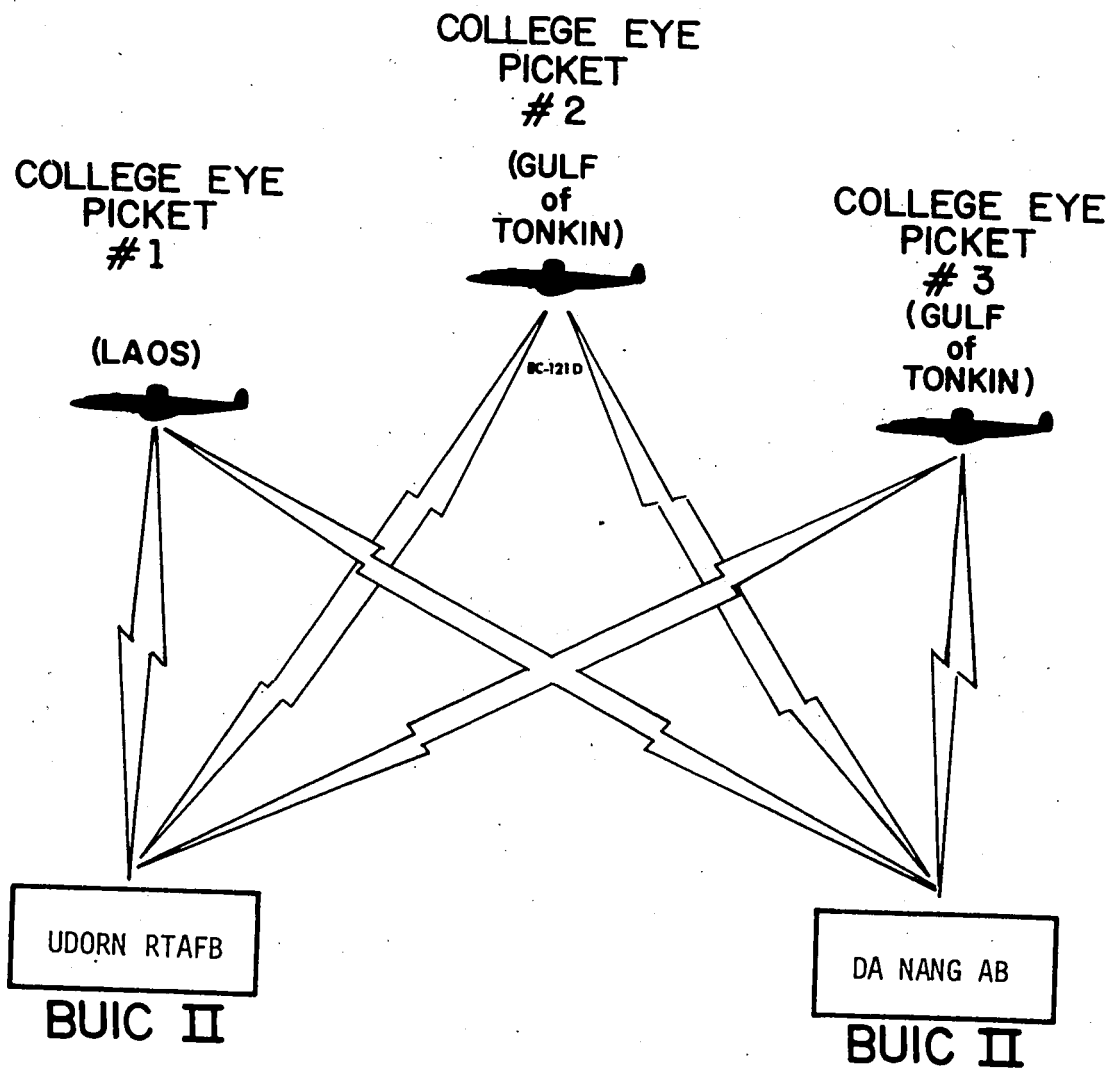 COLLEGE EYE
PICKET
#2
(GULF
of
TONKIN)
COLLEGE EYE
PICKET
#1
(LAOS)
COLLEGE EYE
PICKET
#3
(GULF
of
TONKIN)
EC-121D
UDORN RTAFB
BUIC II
DA NANG AB
BUIC II